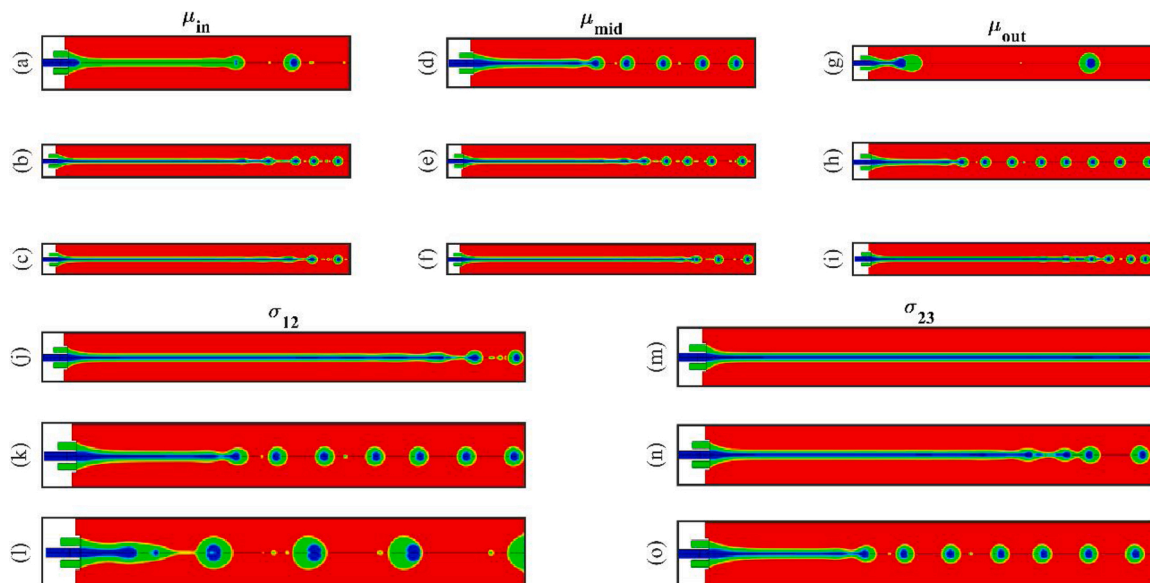 μin μmid μout
(a) (d) (g)
(b) (e) (h)
(c) (f) (i)
σ12 σ23
(j) (m)
(k) (n)
(l) (o)